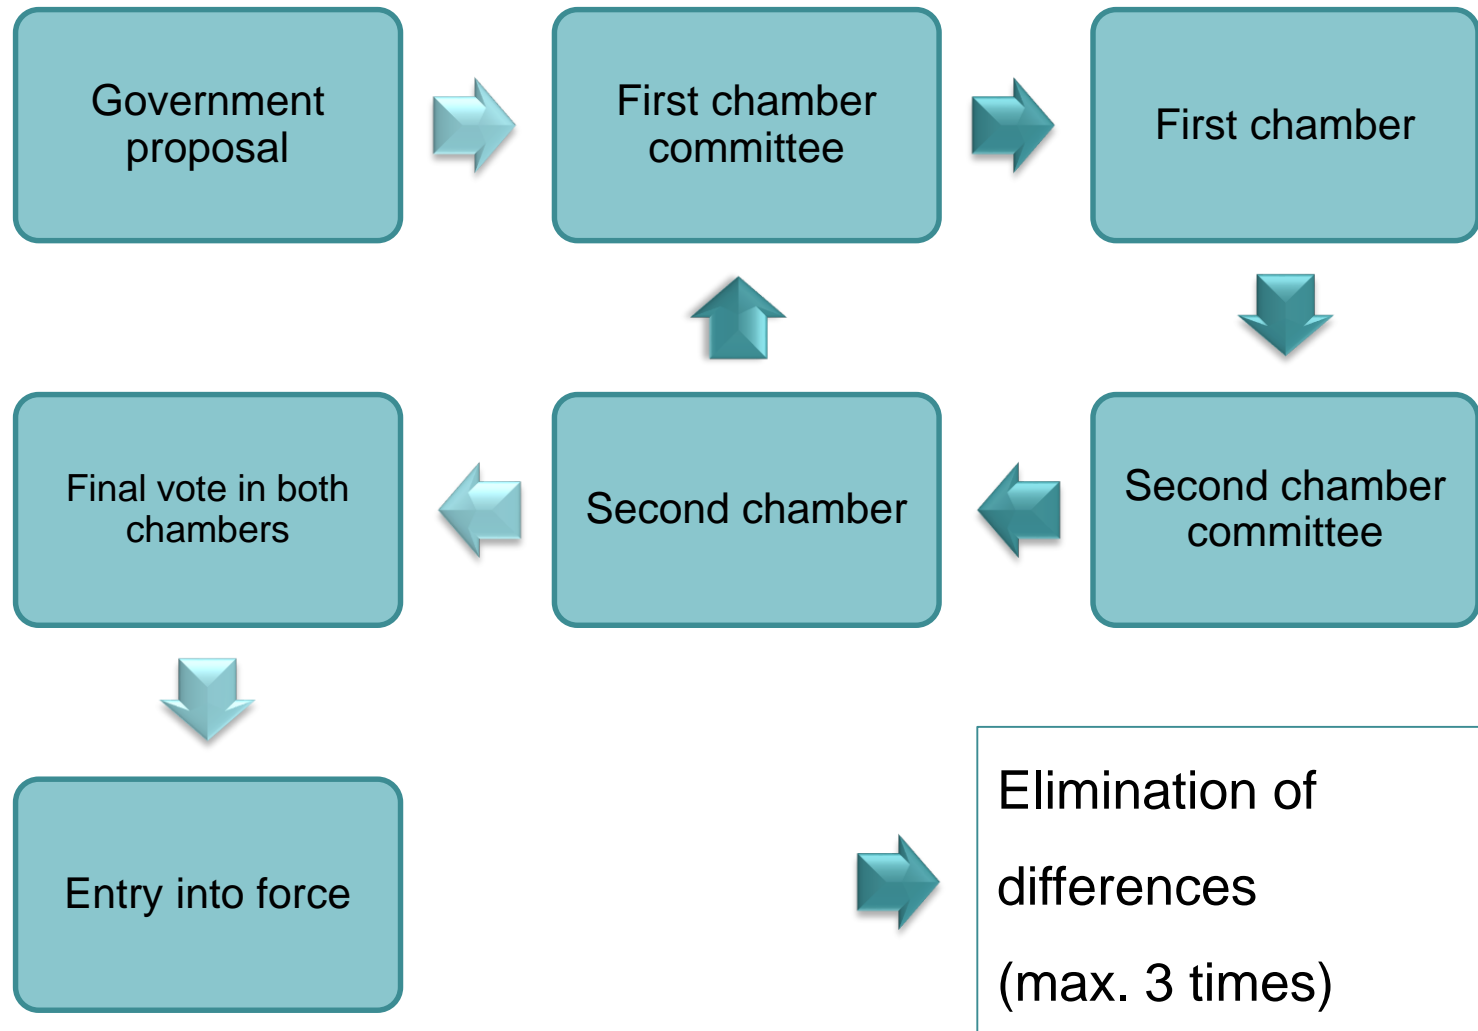 Government
proposal
First chamber
committee
First chamber
Final vote in both
chambers
Second chamber
Second chamber
committee
Entry into force
Elimination of
differences
(max. 3 times)